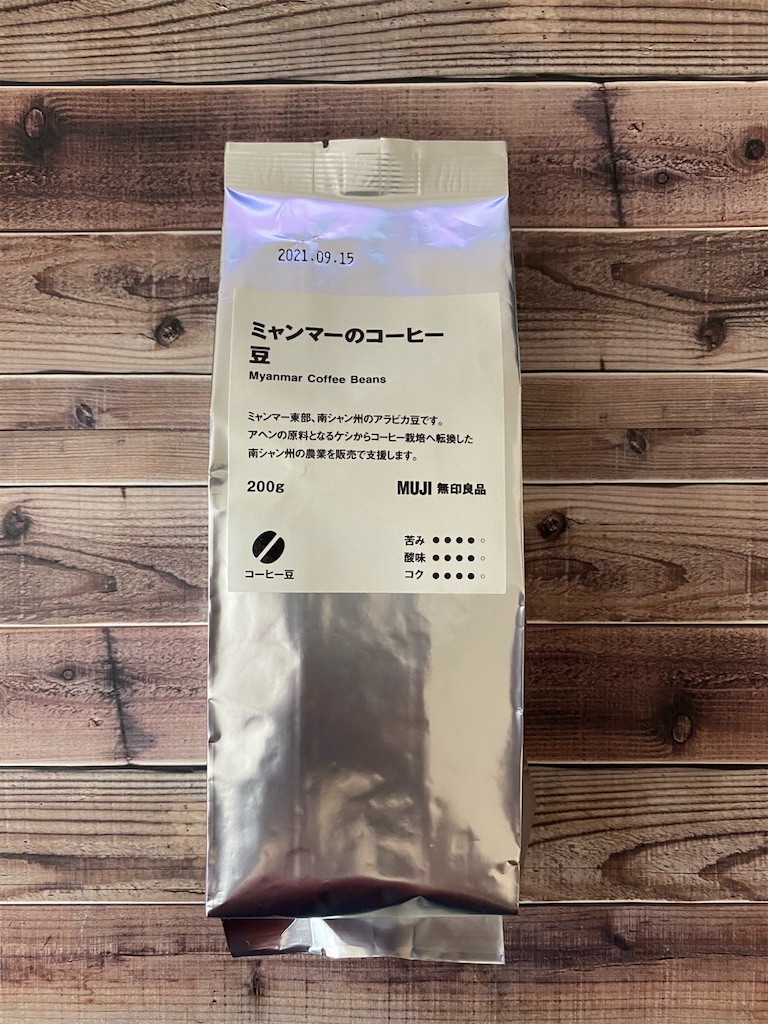 2021.09.15
ミャンマーのコーヒー
豆
Myanmar Coffee Beans
ミャンマー東部、南シャン州のアラビカ豆です。
アヘンの原料となるケシからコーヒー栽培へ転換した
南シャン州の農業を販売で支援します。
200g MUJI 無印良品
苦み ●●●●○
酸味 ●●●●○
コーヒー豆 コク ●●●●○